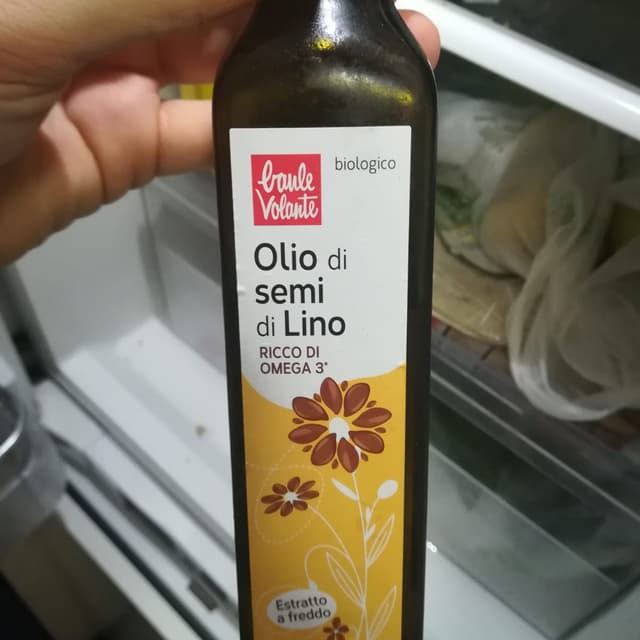 baule
Volante
biologico
Olio di
semi
di Lino
RICCO DI
OMEGA 3*
Estratto
a freddo